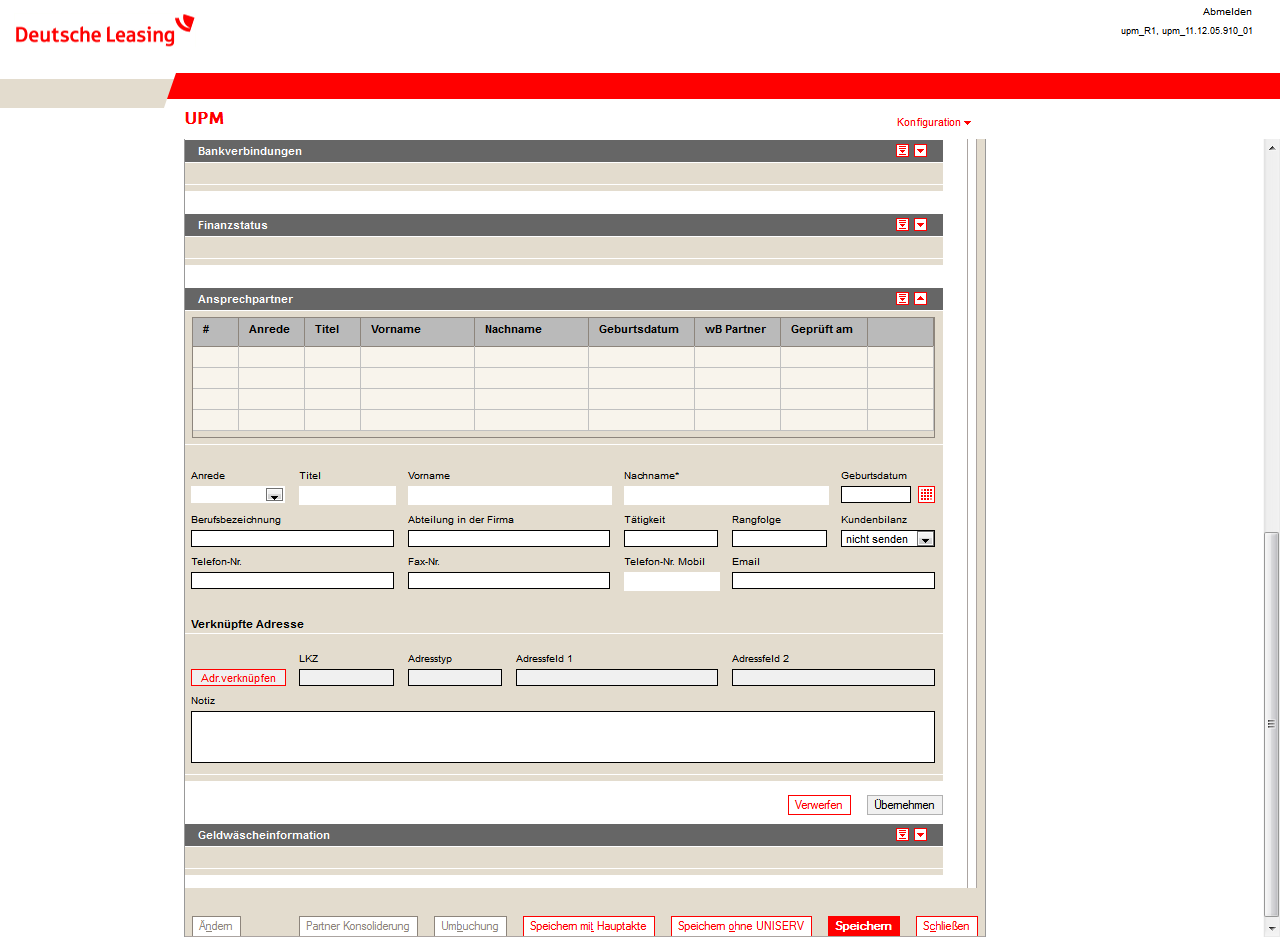 Abmelden
Deutsche Leasing
upm_R1, upm_11.12.05.910_01
UPM
Konfiguration
Bankverbindungen
Finanzstatus
Ansprechpartner
# Anrede Titel Vorname Nachname Geburtsdatum wB Partner Geprüft am
Anrede Titel Vorname Nachname* Geburtsdatum
Berufsbezeichnung Abteilung in der Firma Tätigkeit Rangfolge Kundenbilanz
nicht senden
Telefon-Nr. Fax-Nr. Telefon-Nr. Mobil Email
Verknüpfte Adresse
LKZ Adresstyp Adressfeld 1 Adressfeld 2
Adr.verknüpfen
Notiz
Verwerfen Übernehmen
Geldwäscheinformation
Ändern Partner Konsolidierung Umbuchung Speichern mit Hauptakte Speichern ohne UNISERV Speichern Schließen